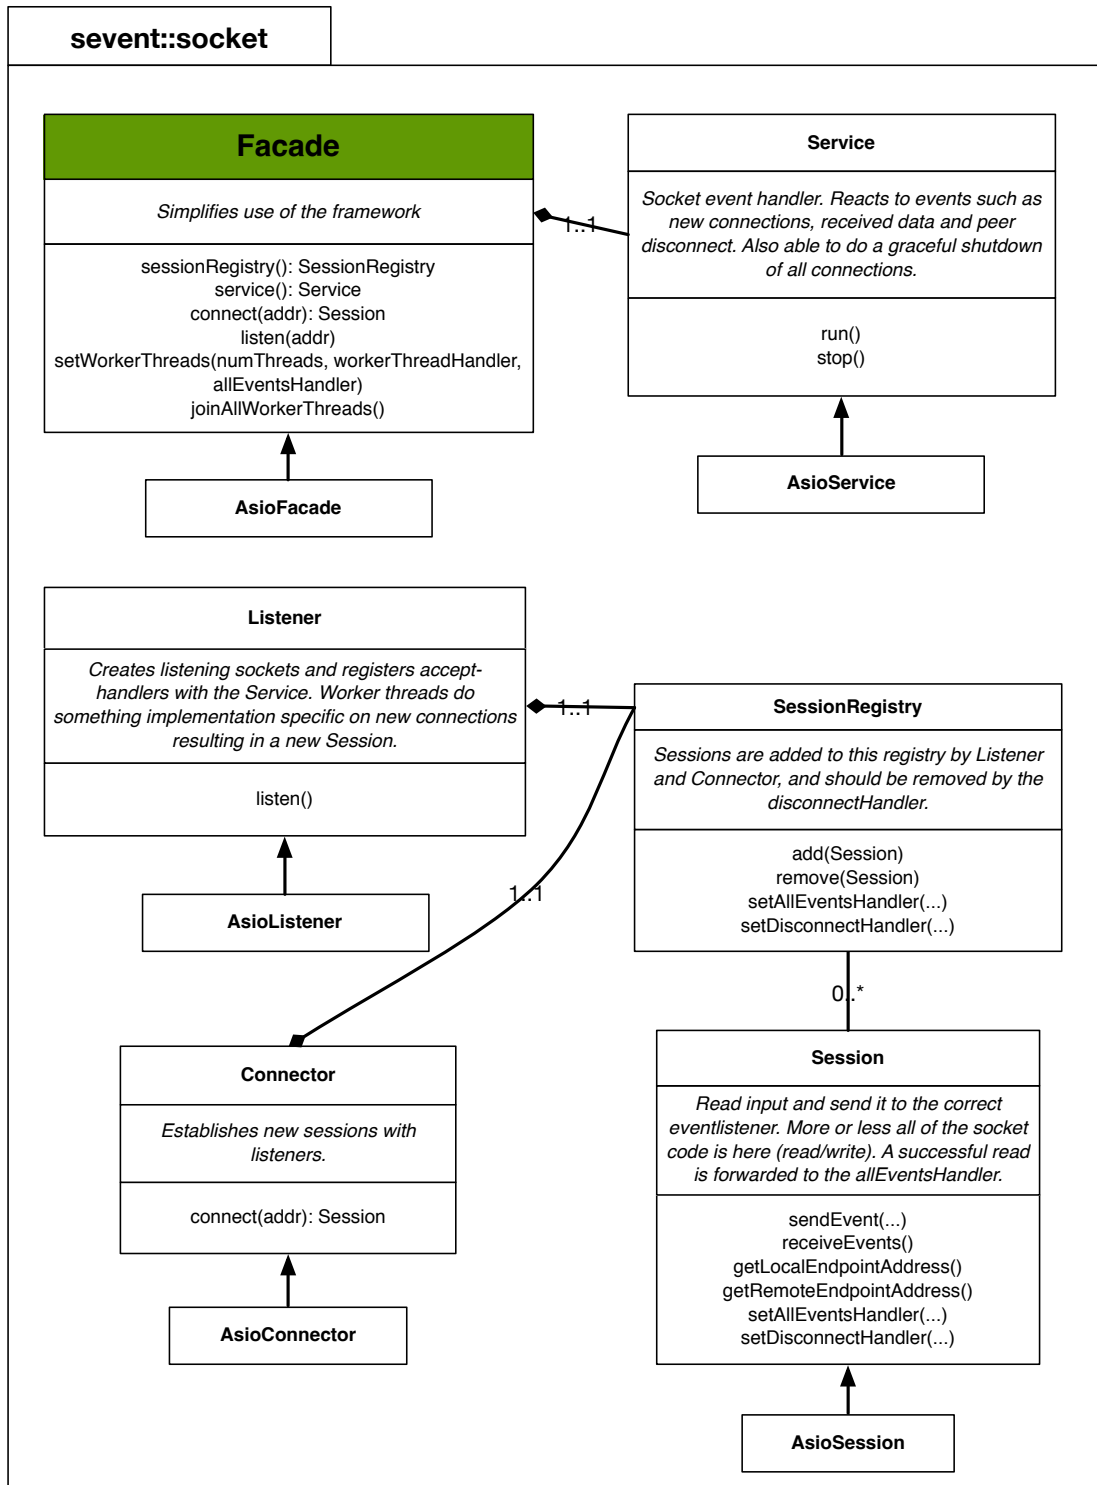 sevent::socket
Facade
Simplifies use of the framework
sessionRegistry(): SessionRegistry
service(): Service
connect(addr): Session
listen(addr)
setWorkerThreads(numThreads, workerThreadHandler,
allEventsHandler)
joinAllWorkerThreads()
1..1
Service
Socket event handler. Reacts to events such as
new connections, received data and peer
disconnect. Also able to do a graceful shutdown
of all connections.
run()
stop()
AsioFacade
AsioService
Listener
Creates listening sockets and registers accept-
handlers with the Service. Worker threads do
something implementation specific on new connections
resulting in a new Session.
listen()
1..1
AsioListener
SessionRegistry
Sessions are added to this registry by Listener
and Connector, and should be removed by the
disconnectHandler.
add(Session)
remove(Session)
setAllEventsHandler(...)
setDisconnectHandler(...)
1..1
0..*
Connector
Establishes new sessions with
listeners.
connect(addr): Session
AsioConnector
Session
Read input and send it to the correct
eventlistener. More or less all of the socket
code is here (read/write). A successful read
is forwarded to the allEventsHandler.
sendEvent(...)
receiveEvents()
getLocalEndpointAddress()
getRemoteEndpointAddress()
setAllEventsHandler(...)
setDisconnectHandler(...)
AsioSession